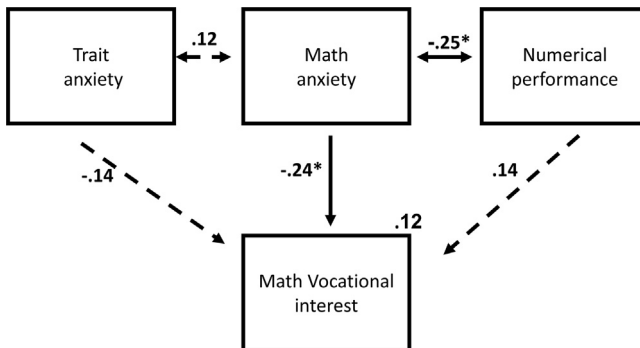 .12
-.25*
Trait
anxiety
Math
anxiety
Numerical
performance
-.14
-.24*
.14
.12
Math Vocational
interest